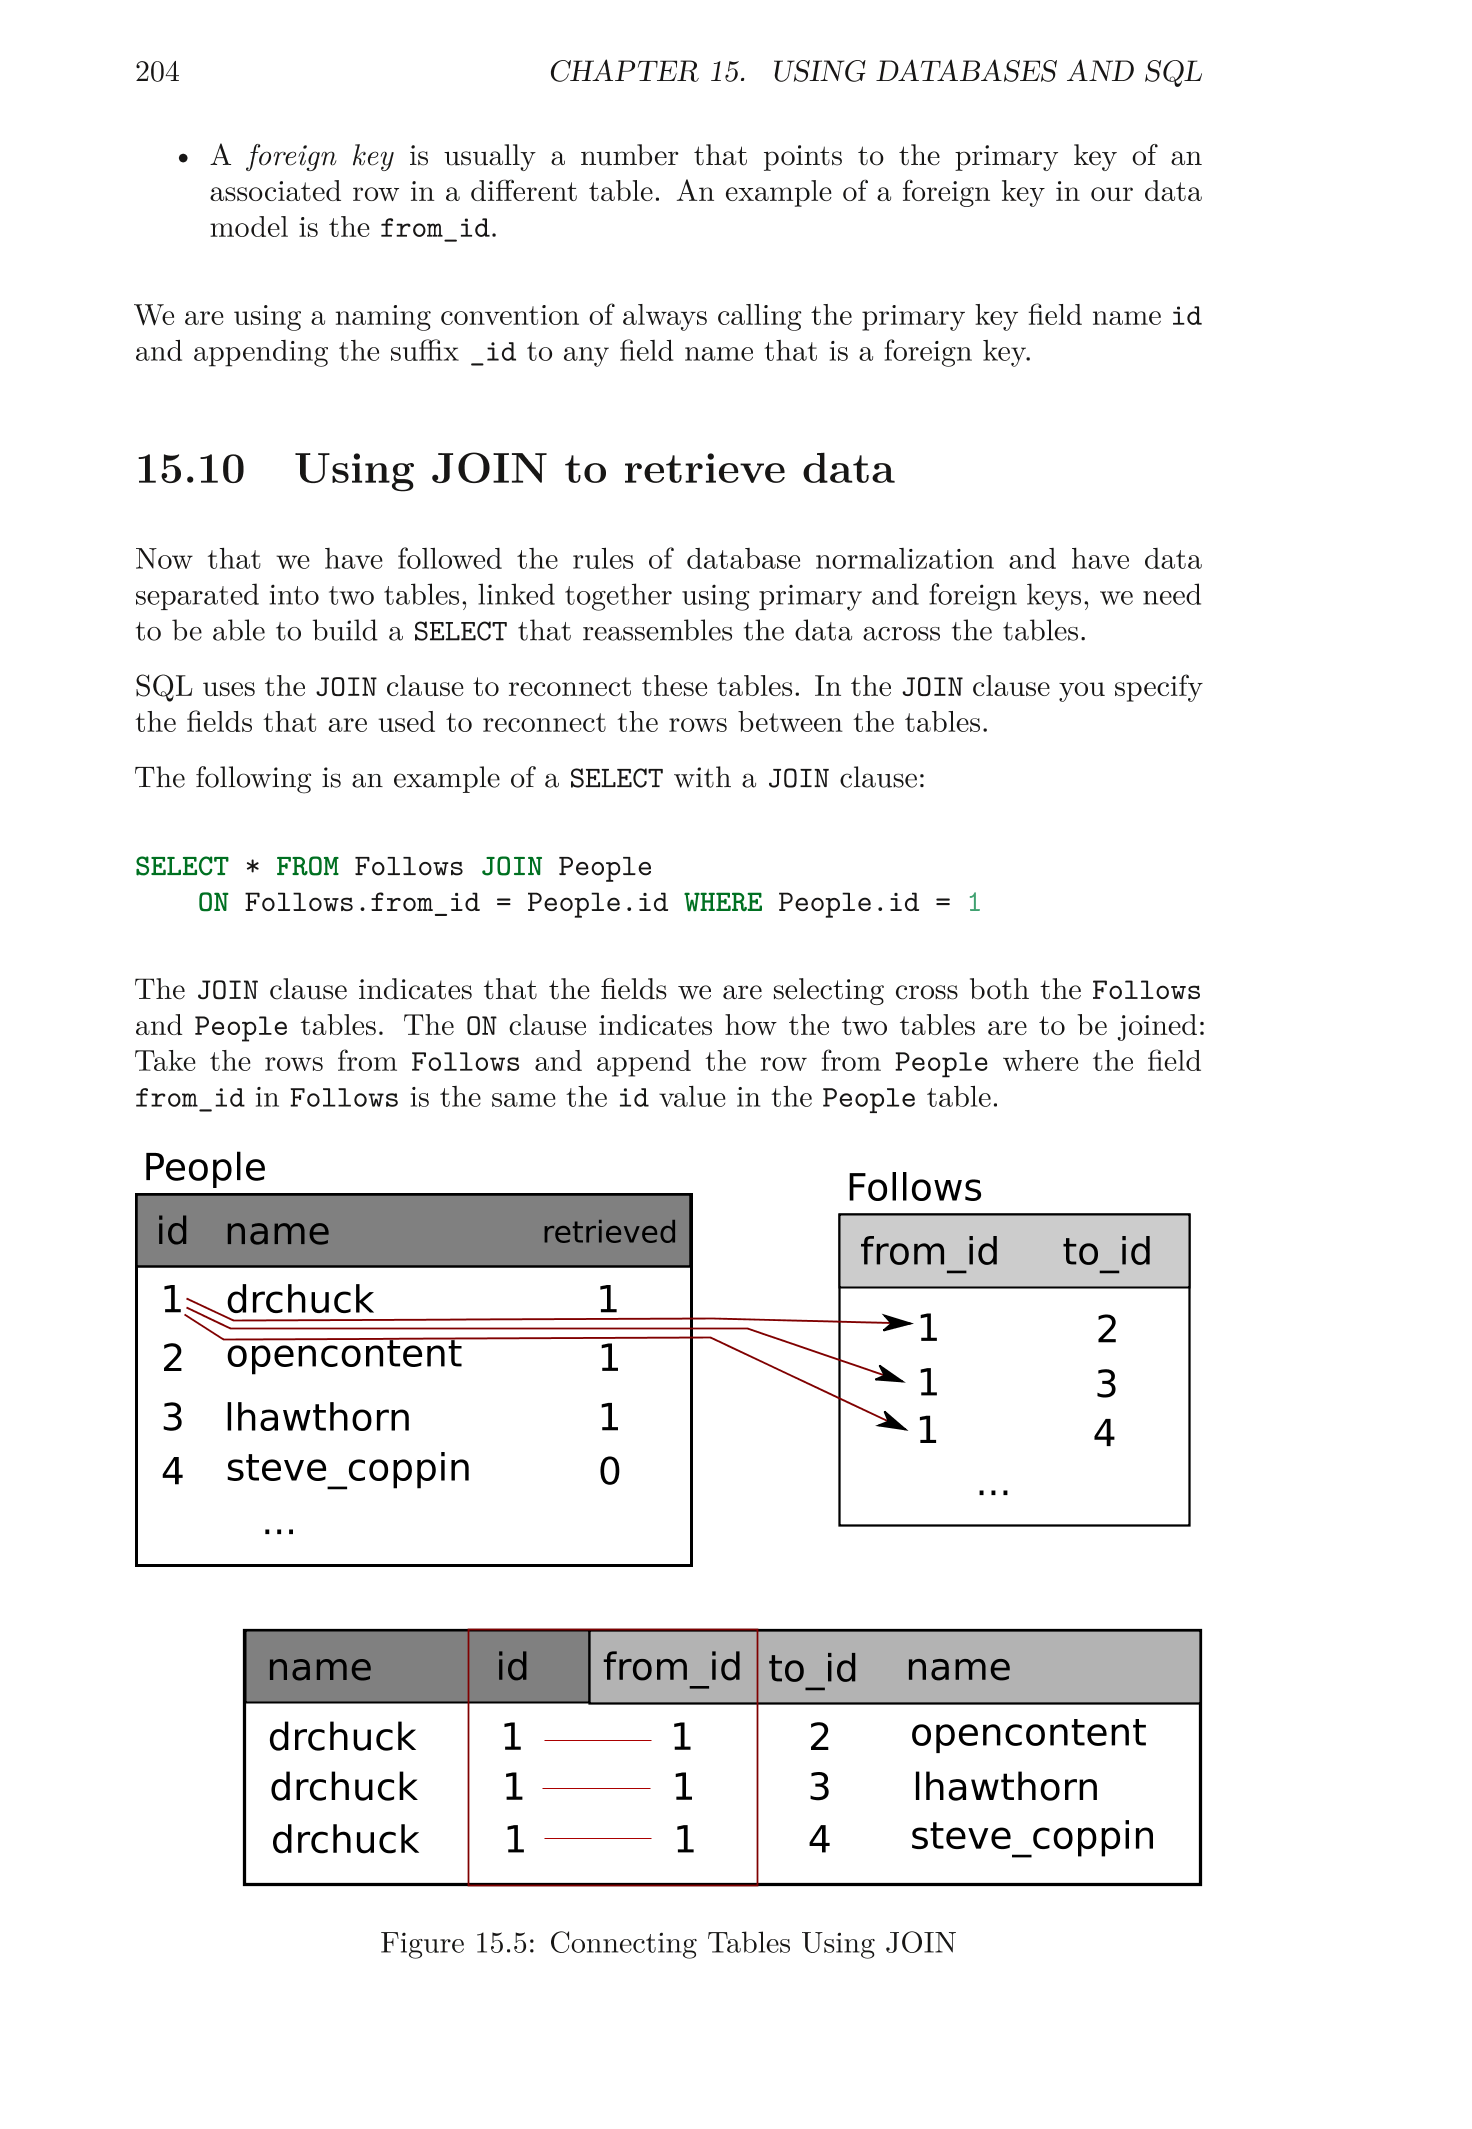 204 CHAPTER 15. USING DATABASES AND SQL
• A foreign key is usually a number that points to the primary key of an
associated row in a different table. An example of a foreign key in our data
model is the from_id.
We are using a naming convention of always calling the primary key field name id
and appending the suffix _id to any field name that is a foreign key.
15.10 Using JOIN to retrieve data
Now that we have followed the rules of database normalization and have data
separated into two tables, linked together using primary and foreign keys, we need
to be able to build a SELECT that reassembles the data across the tables.
SQL uses the JOIN clause to reconnect these tables. In the JOIN clause you specify
the fields that are used to reconnect the rows between the tables.
The following is an example of a SELECT with a JOIN clause:
SELECT * FROM Follows JOIN People
ON Follows.from_id = People.id WHERE People.id = 1
The JOIN clause indicates that the fields we are selecting cross both the Follows
and People tables. The ON clause indicates how the two tables are to be joined:
Take the rows from Follows and append the row from People where the field
from_id in Follows is the same the id value in the People table.
People
id name retrieved
1 drchuck 1
2 opencontent 1
3 lhawthorn 1
4 steve_coppin 0
...
Follows
from_id to_id
1 2
1 3
1 4
...
name id from_id to_id name
drchuck 1 1 2 opencontent
drchuck 1 1 3 lhawthorn
drchuck 1 1 4 steve_coppin
Figure 15.5: Connecting Tables Using JOIN